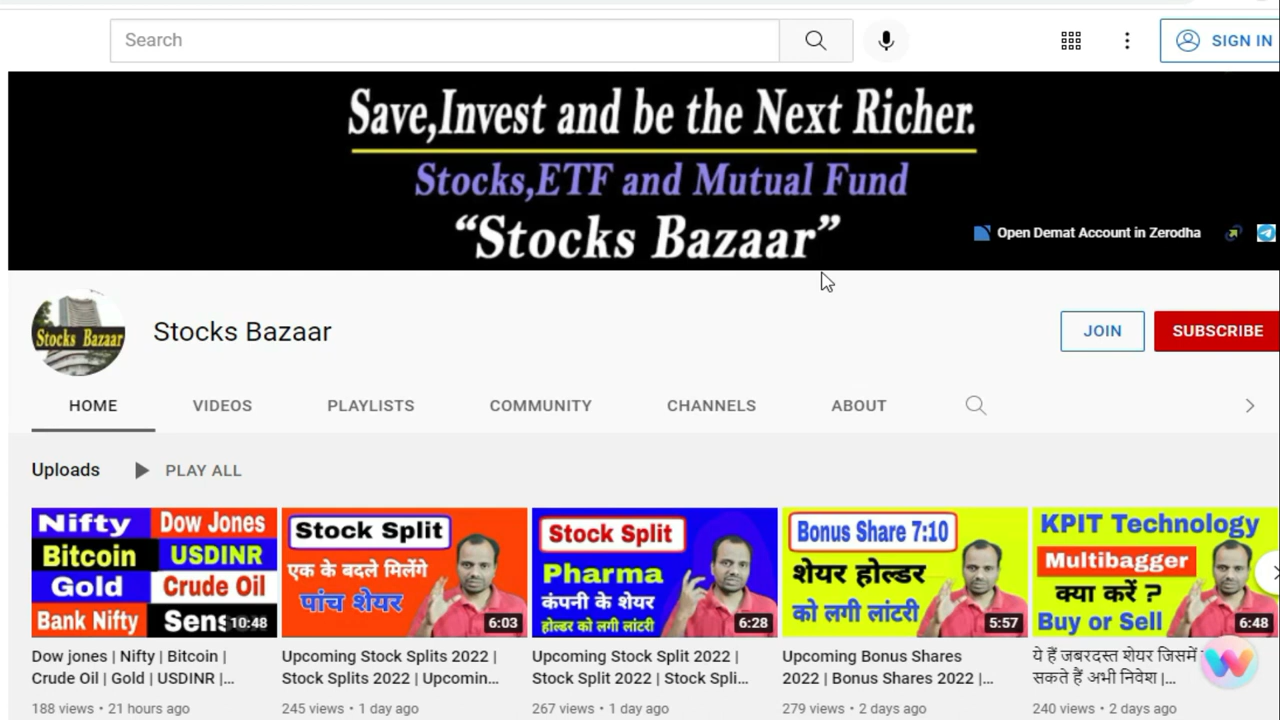 Search
SIGN IN
Save,Invest and be the Next Richer.
Stocks,ETF and Mutual Fund
“Stocks Bazaar”
Open Demat Account in Zerodha
Stocks Bazaar
Stocks Bazaar
JOIN
SUBSCRIBE
HOME VIDEOS PLAYLISTS COMMUNITY CHANNELS ABOUT
Uploads PLAY ALL
Nifty Dow Jones
Bitcoin USDINR
Gold Crude Oil
Bank Nifty
10:48
Dow jones | Nifty | Bitcoin |
Crude Oil | Gold | USDINR |...
188 views • 21 hours ago
Stock Split
एक के बदले मिलेंगे
पांच शेयर
6:03
Upcoming Stock Splits 2022 |
Stock Splits 2022 | Upcomin...
245 views • 1 day ago
Stock Split
Pharma
कंपनी के शेयर
होल्डर को लगी लांटरी
6:28
Upcoming Stock Split 2022 |
Stock Split 2022 | Stock Spli...
267 views • 1 day ago
Bonus Share 7:10
शेयर होल्डर
को लगी लांटरी
5:57
Upcoming Bonus Shares
2022 | Bonus Shares 2022 |...
279 views • 2 days ago
KPIT Technology
Multibagger
क्या करें ?
Buy or Sell
6:48
ये हैं जबरदस्त शेयर जिसमें
सकते हैं अभी निवेश |...
240 views • 2 days ago